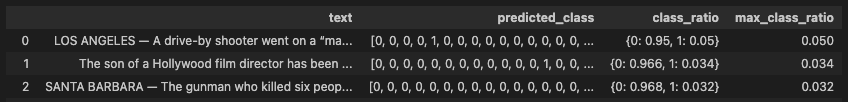 text predicted_class class_ratio max_class_ratio
0 LOS ANGELES — A drive-by shooter went on a “ma... [0, 0, 0, 0, 1, 0, 0, 0, 0, 0, 0, 0, 0, 0, 0, ... {0: 0.95, 1: 0.05} 0.050
1 The son of a Hollywood film director has been ... [0, 0, 0, 0, 0, 0, 0, 0, 0, 0, 0, 0, 1, 0, 0, ... {0: 0.966, 1: 0.034} 0.034
2 SANTA BARBARA — The gunman who killed six peop... [0, 0, 0, 0, 0, 0, 0, 0, 0, 0, 0, 0, 0, 0, 0, ... {0: 0.968, 1: 0.032} 0.032